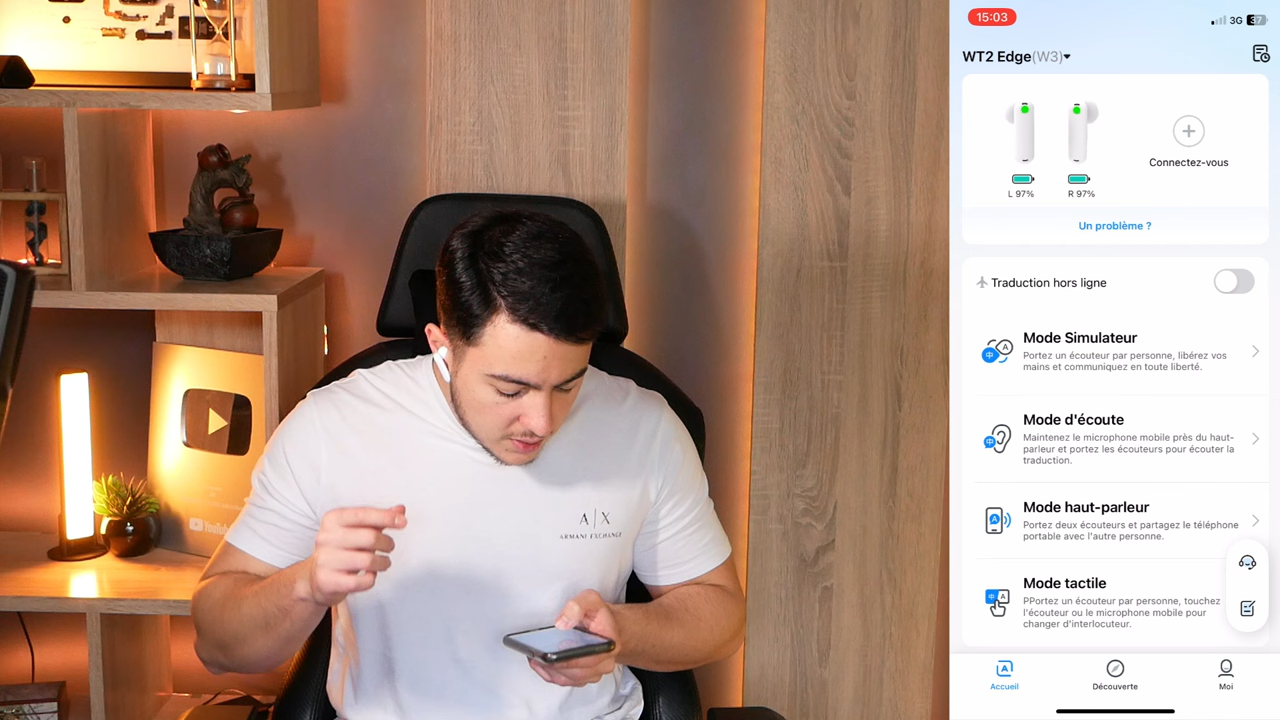 YouTube
A|X
ARMANI EXCHANGE
15:03
3G
37
WT2 Edge(W3)
L 97%
R 97%
Connectez-vous
Un problème ?
Traduction hors ligne
Mode Simulateur
Portez un écouteur par personne, libérez vos
mains et communiquez en toute liberté.
Mode d'écoute
Maintenez le microphone mobile près du haut-
parleur et portez les écouteurs pour écouter la
traduction.
Mode haut-parleur
Portez deux écouteurs et partagez le téléphone
portable avec l'autre personne.
Mode tactile
PPortez un écouteur par personne, touchez
l'écouteur ou le microphone mobile pour
changer d'interlocuteur.
Accueil
Découverte
Moi